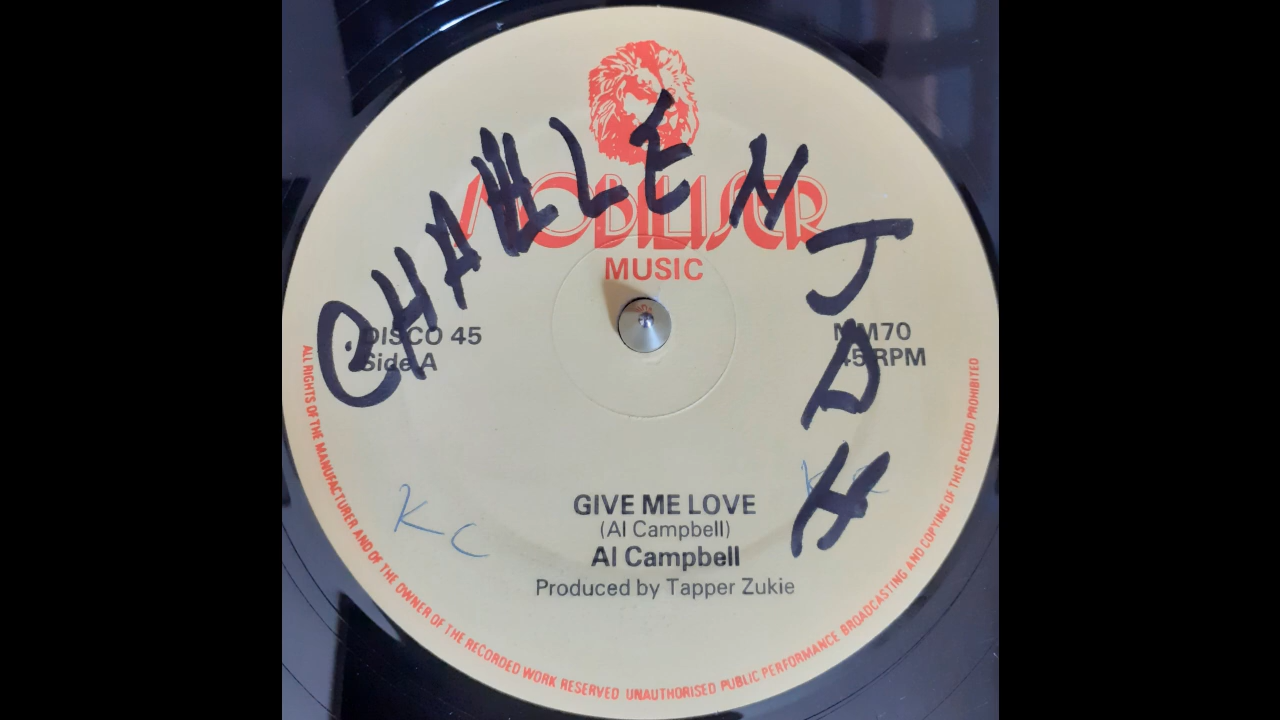 MOBILISER
MUSIC
CHALLENJAH
DISCO 45
Side A
MM70
45 RPM
KC
GIVE ME LOVE
(Al Campbell)
Al Campbell
Produced by Tapper Zukie
ALL RIGHTS OF THE MANUFACTURER AND OF THE OWNER OF THE RECORDED WORK RESERVED UNAUTHORISED PUBLIC PERFORMANCE BROADCASTING AND COPYING OF THIS RECORD PROHIBITED